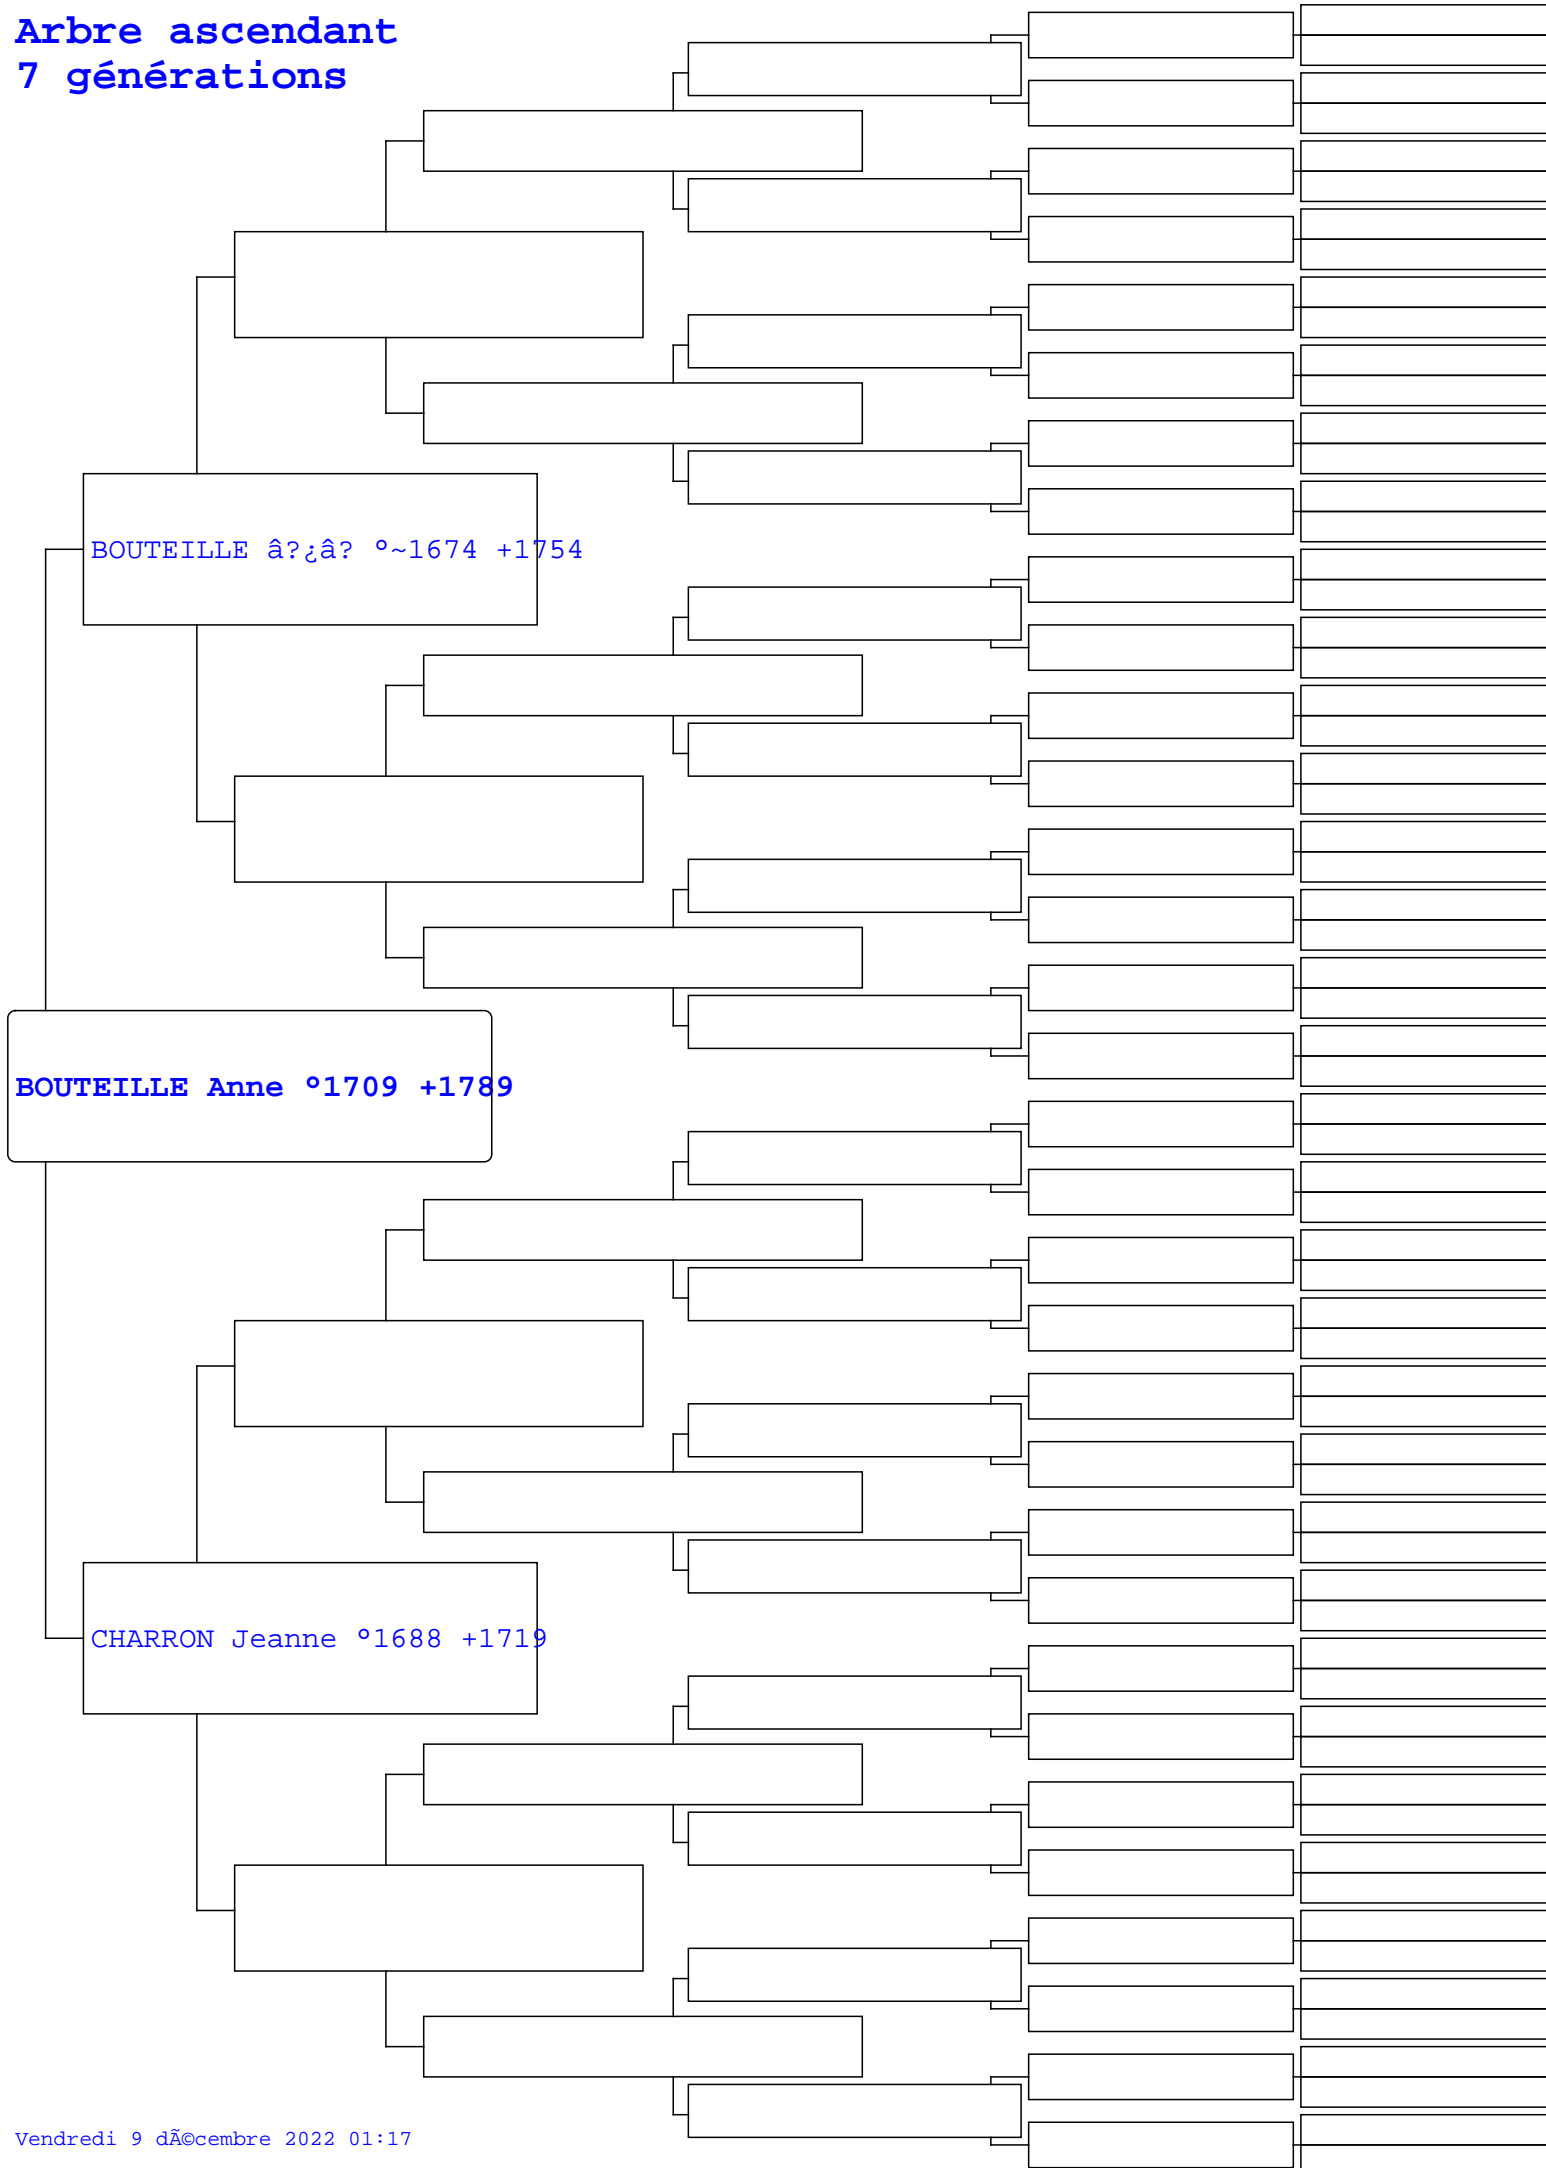 Arbre ascendant
7 générations
BOUTEILLE â?¿â? °~1674 +1754
BOUTEILLE Anne °1709 +1789
CHARRON Jeanne °1688 +1719
Vendredi 9 dÃ©cembre 2022 01:17